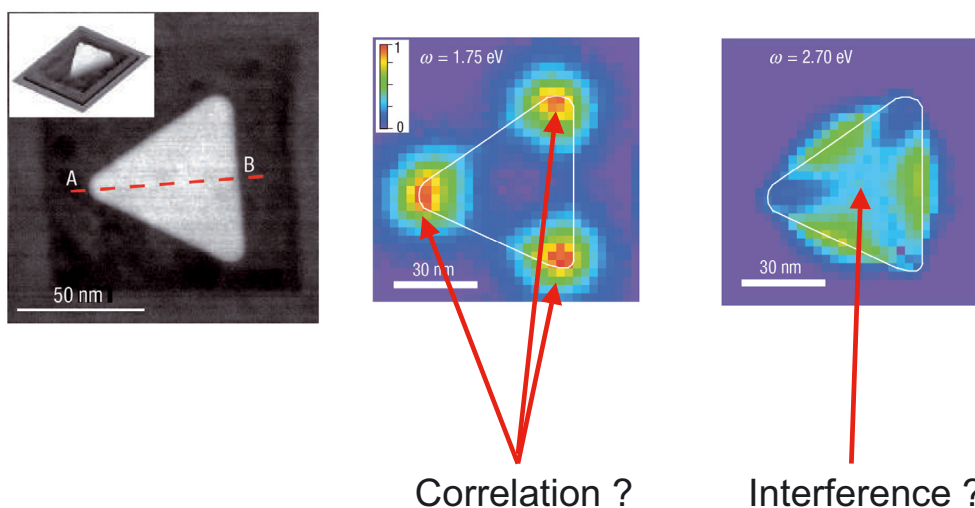 A
B
50 nm
1
0
ω = 1.75 eV
30 nm
2.70 eV
30 nm
Correlation ?
Interference ?